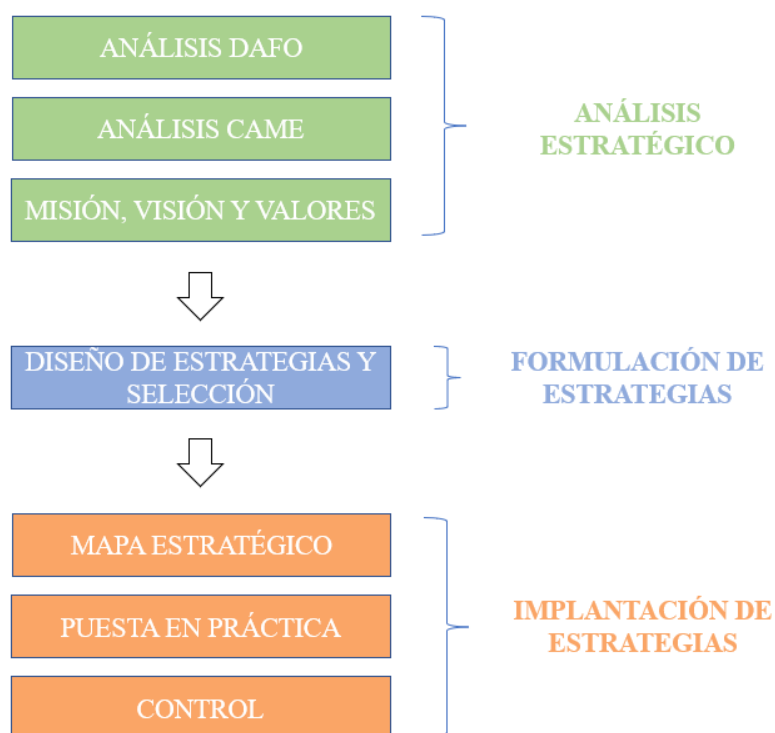 ANÁLISIS DAFO
ANÁLISIS CAME
MISIÓN, VISIÓN Y VALORES
ANÁLISIS
ESTRATÉGICO
DISEÑO DE ESTRATEGIAS Y
SELECCIÓN
FORMULACIÓN DE
ESTRATEGIAS
MAPA ESTRATÉGICO
PUESTA EN PRÁCTICA
CONTROL
IMPLANTACIÓN DE
ESTRATEGIAS